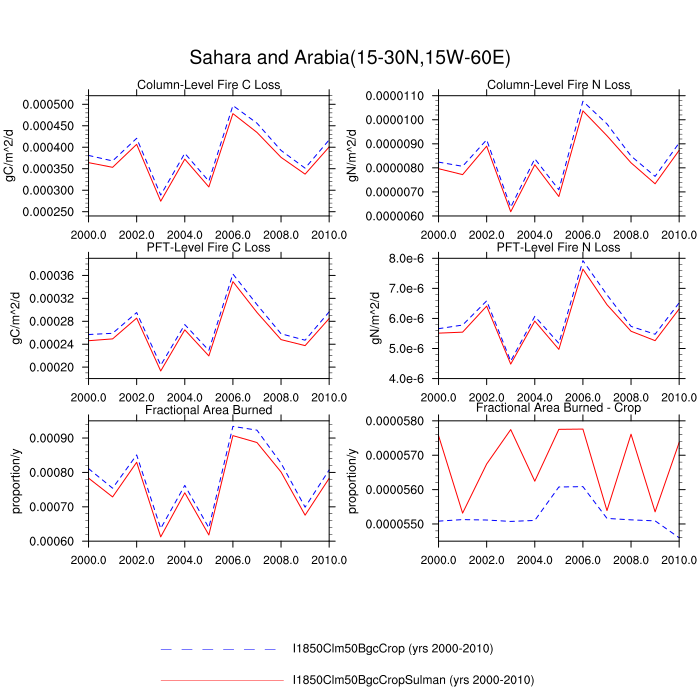 Sahara and Arabia(15-30N,15W-60E)
Column-Level Fire C Loss
gC/m^2/d
0.000500
0.000450
0.000400
0.000350
0.000300
0.000250
2000.0 2002.0 2004.0 2006.0 2008.0 2010.0
Column-Level Fire N Loss
gN/m^2/d
0.0000110
0.0000100
0.0000090
0.0000080
0.0000070
0.0000060
2000.0 2002.0 2004.0 2006.0 2008.0 2010.0
PFT-Level Fire C Loss
gC/m^2/d
0.00036
0.00032
0.00028
0.00024
0.00020
2000.0 2002.0 2004.0 2006.0 2008.0 2010.0
PFT-Level Fire N Loss
gN/m^2/d
8.0e-6
7.0e-6
6.0e-6
5.0e-6
4.0e-6
2000.0 2002.0 2004.0 2006.0 2008.0 2010.0
Fractional Area Burned
proportion/y
0.00090
0.00080
0.00070
0.00060
2000.0 2002.0 2004.0 2006.0 2008.0 2010.0
Fractional Area Burned - Crop
proportion/y
0.0000580
0.0000570
0.0000560
0.0000550
2000.0 2002.0 2004.0 2006.0 2008.0 2010.0
I1850Clm50BgcCrop (yrs 2000-2010)
I1850Clm50BgcCropSulman (yrs 2000-2010)